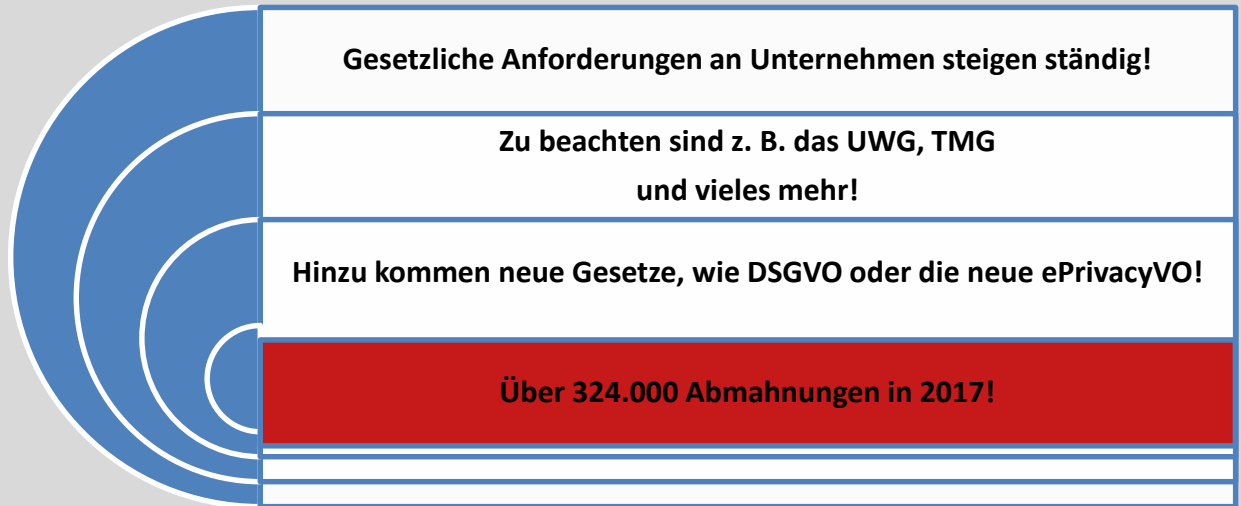 Gesetzliche Anforderungen an Unternehmen steigen ständig!
Zu beachten sind z. B. das UWG, TMG
und vieles mehr!
Hinzu kommen neue Gesetze, wie DSGVO oder die neue ePrivacyVO!
Über 324.000 Abmahnungen in 2017!